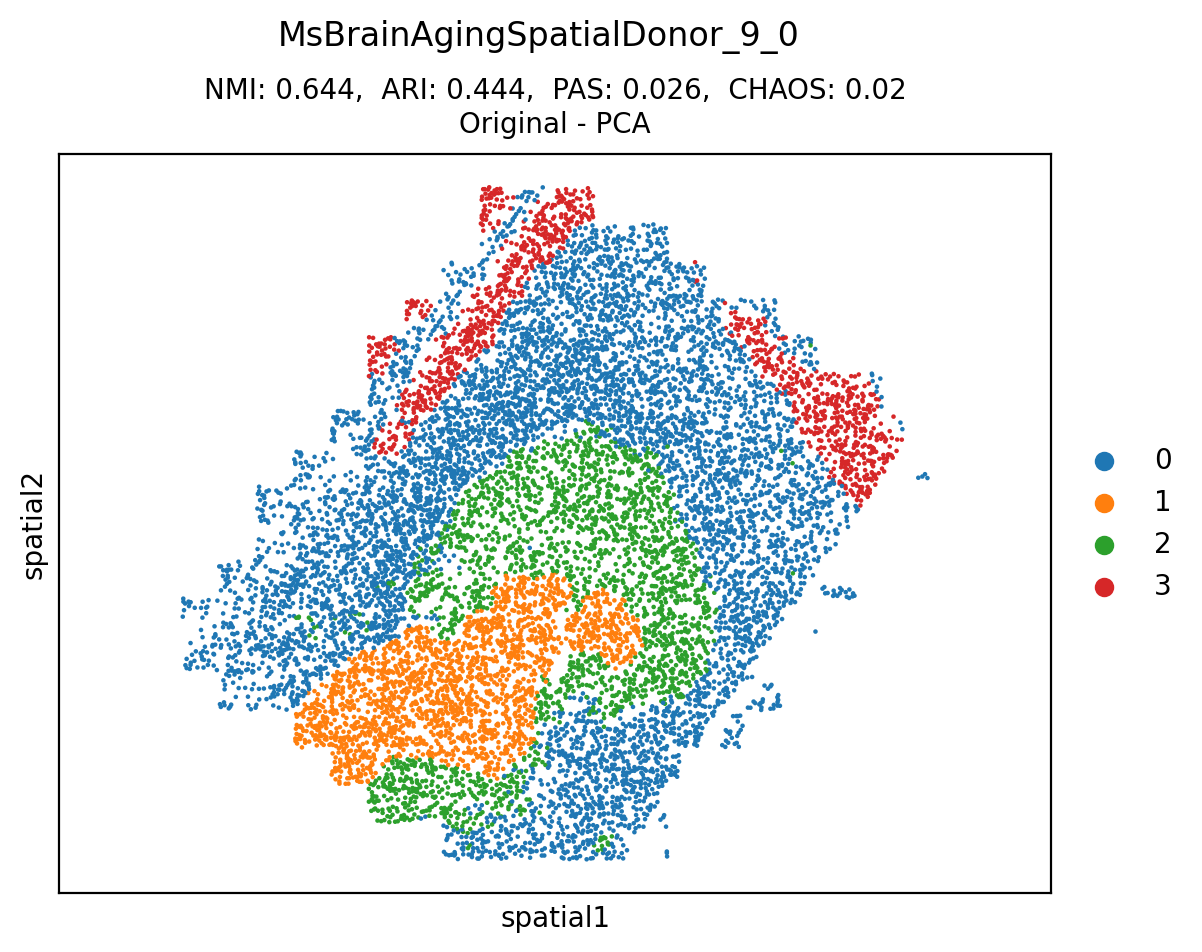 MsBrainAgingSpatialDonor_9_0
NMI: 0.644,  ARI: 0.444,  PAS: 0.026,  CHAOS: 0.02
Original - PCA
spatial2
0
1
2
3
spatial1